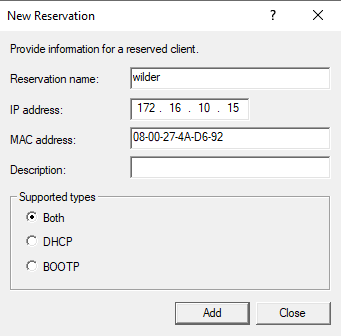 New Reservation
Provide information for a reserved client.
Reservation name: wilder
IP address: 172 . 16 . 10 . 15
MAC address: 08-00-27-4A-D6-92
Description:
Supported types
Both
DHCP
BOOTP
Add Close